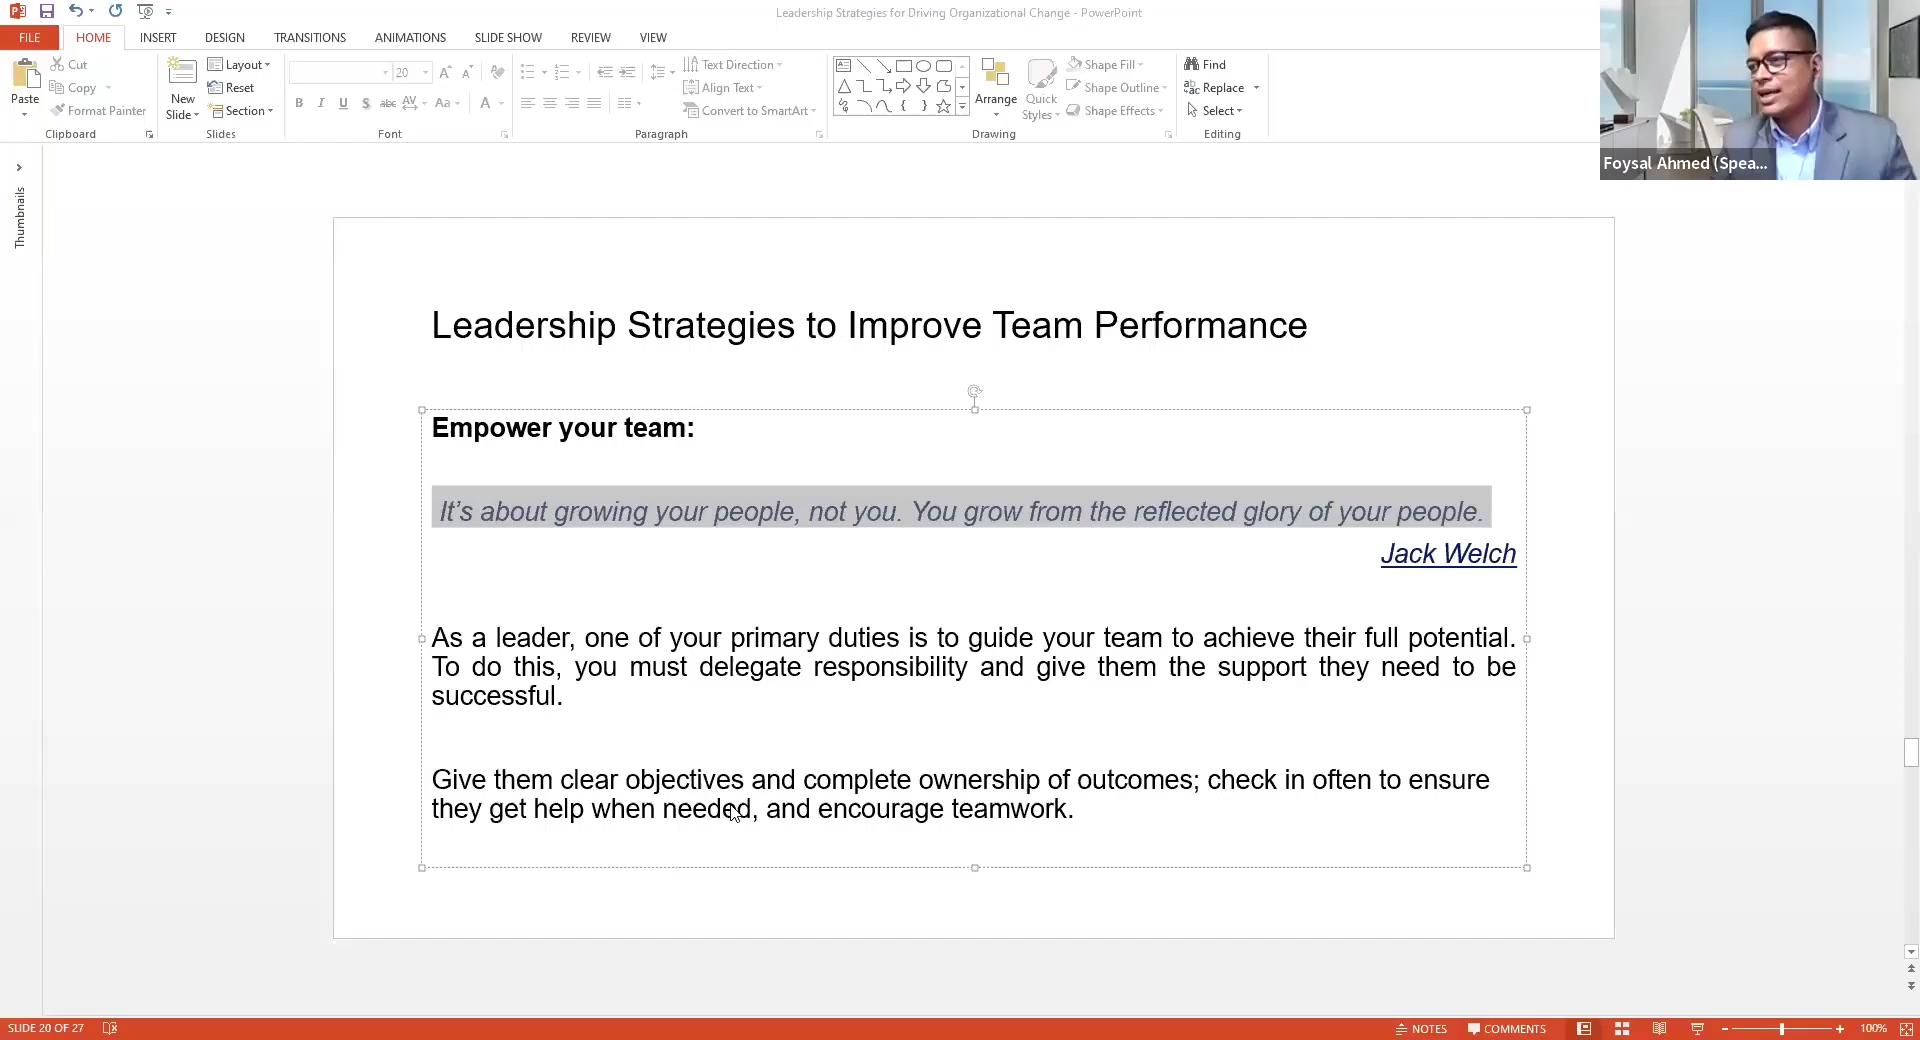 Leadership Strategies for Driving Organizational Change - PowerPoint
FILE HOME INSERT DESIGN TRANSITIONS ANIMATIONS SLIDE SHOW REVIEW VIEW
Paste
Cut
Copy
Format Painter
Clipboard
New
Slide
Layout
Reset
Section
Slides
20
B I U S abc AV Aa A
Font
Text Direction
Align Text
Convert to SmartArt
Paragraph
Arrange
Quick
Styles
Shape Fill
Shape Outline
Shape Effects
Drawing
Find
Replace
Select
Editing
Foysal Ahmed (Spea...
Thumbnails
Leadership Strategies to Improve Team Performance
Empower your team:
It’s about growing your people, not you. You grow from the reflected glory of your people.
Jack Welch
As a leader, one of your primary duties is to guide your team to achieve their full potential.
To do this, you must delegate responsibility and give them the support they need to be
successful.
Give them clear objectives and complete ownership of outcomes; check in often to ensure
they get help when needed, and encourage teamwork.
SLIDE 20 OF 27
NOTES COMMENTS 100%